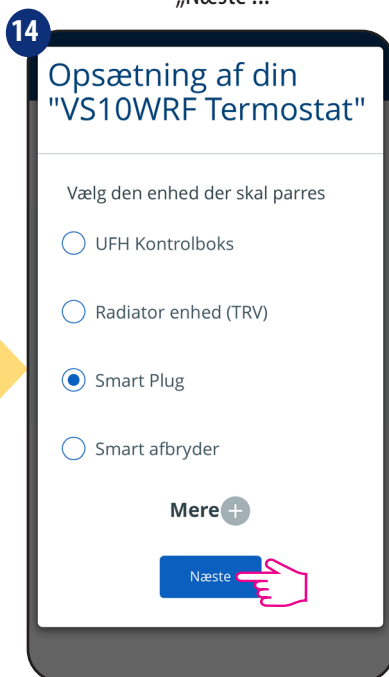 „Næste"...
14
Opsætning af din
"VS10WRF Termostat"
Vælg den enhed der skal parres
UFH Kontrolboks
Radiator enhed (TRV)
Smart Plug
Smart afbryder
Mere +
Næste